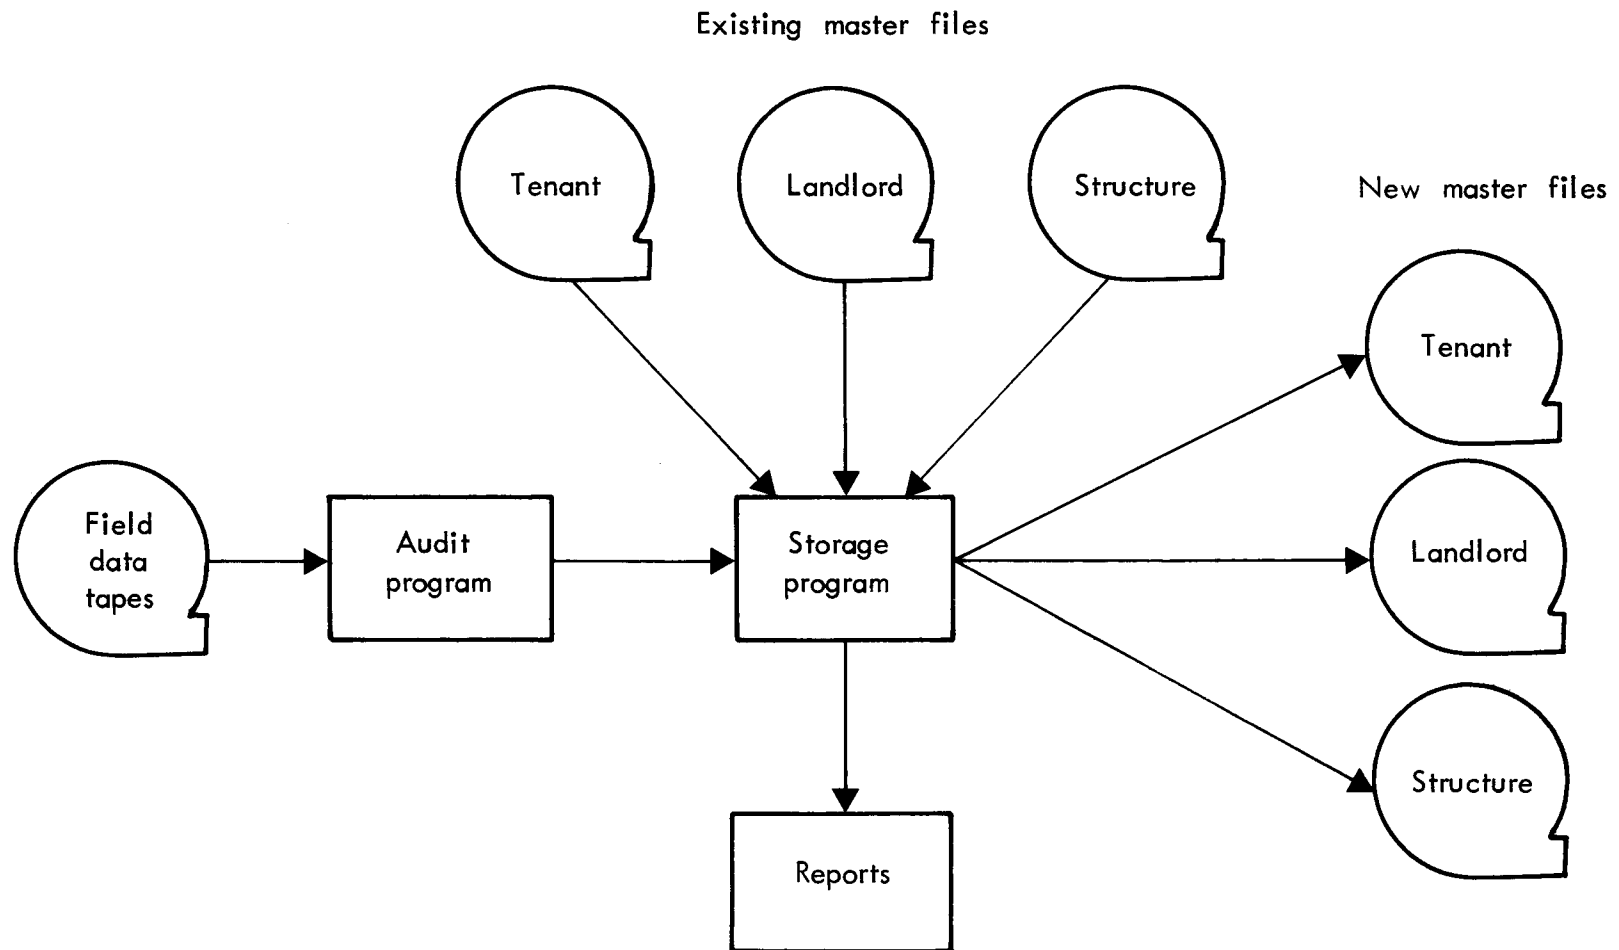 Existing master files
Tenant
Landlord
Structure
New master files
Tenant
Field
data
tapes
Audit
program
Storage
program
Landlord
Structure
Reports